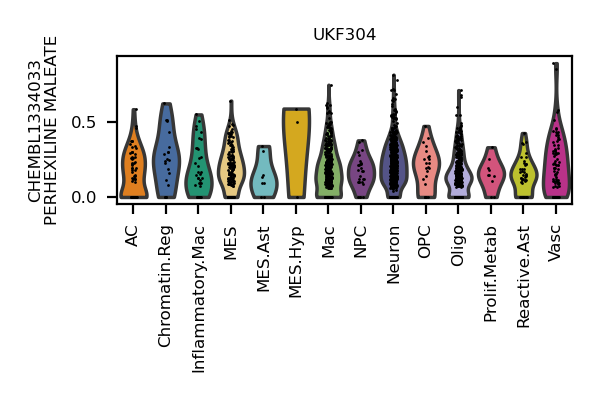 UKF304
CHEMBL1334033
PERHEXILINE MALEATE
0.5
0.0
AC
Chromatin.Reg
Inflammatory.Mac
MES
MES.Ast
MES.Hyp
Mac
NPC
Neuron
OPC
Oligo
Prolif.Metab
Reactive.Ast
Vasc